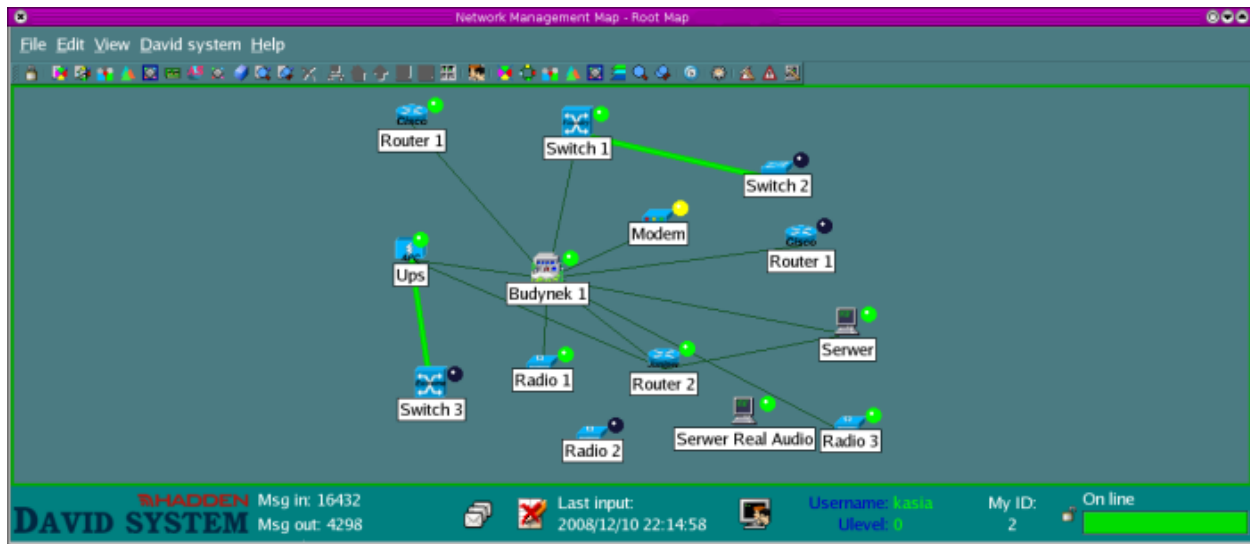 Network Management Map - Root Map
File Edit View David system Help
Cisco
Router 1
Switch 1
Switch 2
Modem
Cisco
Router 1
Ups
Budynek 1
Serwer
Radio 1
Router 2
Switch 3
Serwer Real Audio
Radio 3
Radio 2
HADDEN
DAVID SYSTEM
Msg in: 16432
Msg out: 4298
Last input:
2008/12/10 22:14:58
Username: kasia
Ulevel: 0
My ID:
2
On line